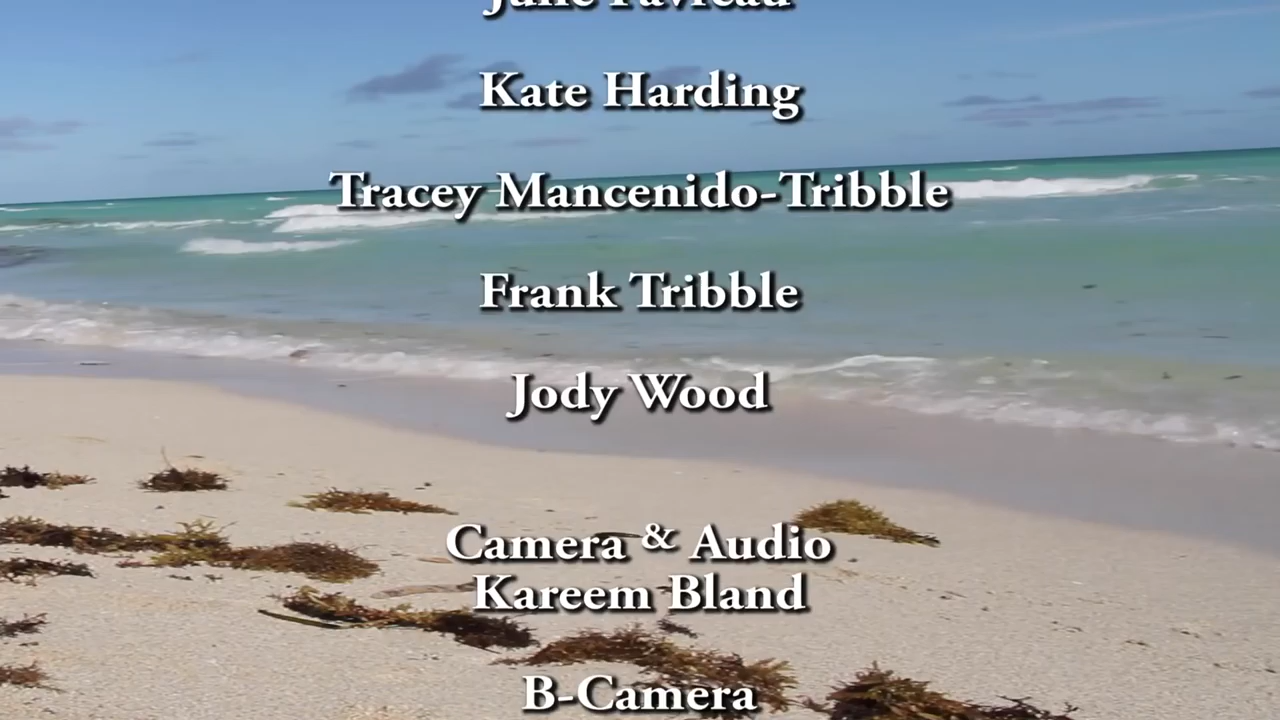 Kate Harding
Tracey Mancenido-Tribble
Frank Tribble
Jody Wood
Camera & Audio
Kareem Bland
B-Camera